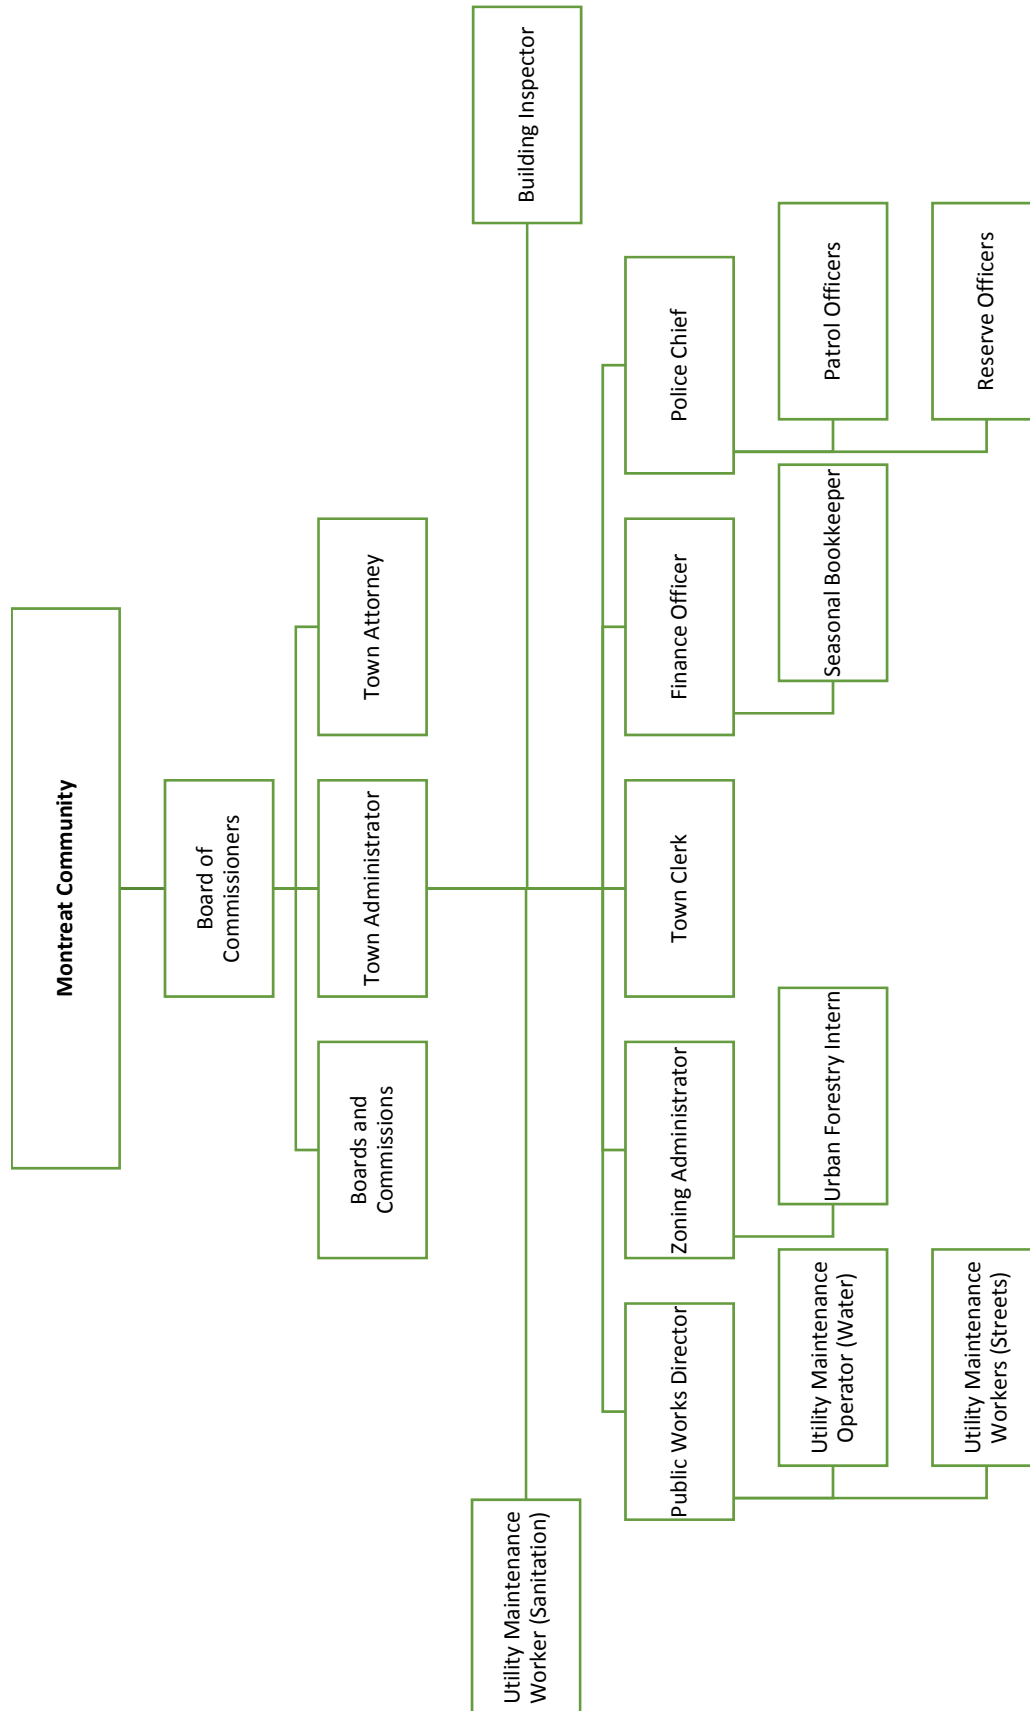 Montreat Community
Board of
Commissioners
Boards and
Commissions
Town Administrator
Town Attorney
Utility Maintenance
Worker (Sanitation)
Building Inspector
Public Works Director
Zoning Administrator
Town Clerk
Finance Officer
Police Chief
Utility Maintenance
Operator (Water)
Urban Forestry Intern
Seasonal Bookkeeper
Patrol Officers
Utility Maintenance
Workers (Streets)
Reserve Officers